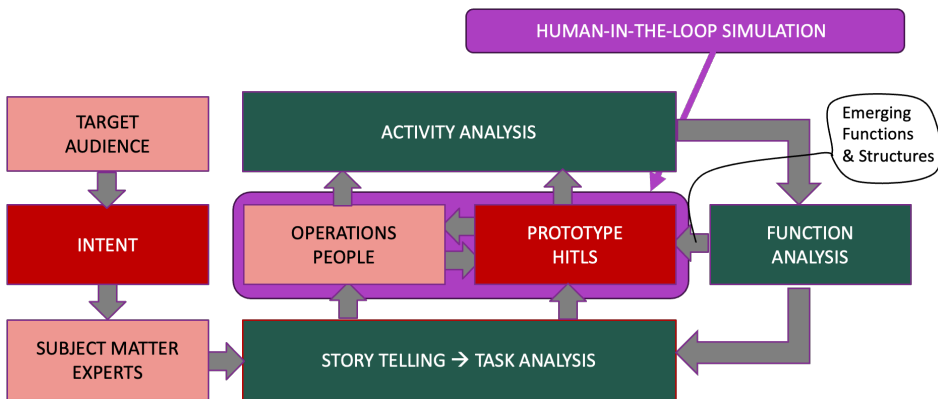 HUMAN-IN-THE-LOOP SIMULATION
TARGET
AUDIENCE
ACTIVITY ANALYSIS
Emerging
Functions
& Structures
INTENT
OPERATIONS
PEOPLE
PROTOTYPE
HITLS
FUNCTION
ANALYSIS
SUBJECT MATTER
EXPERTS
STORY TELLING → TASK ANALYSIS